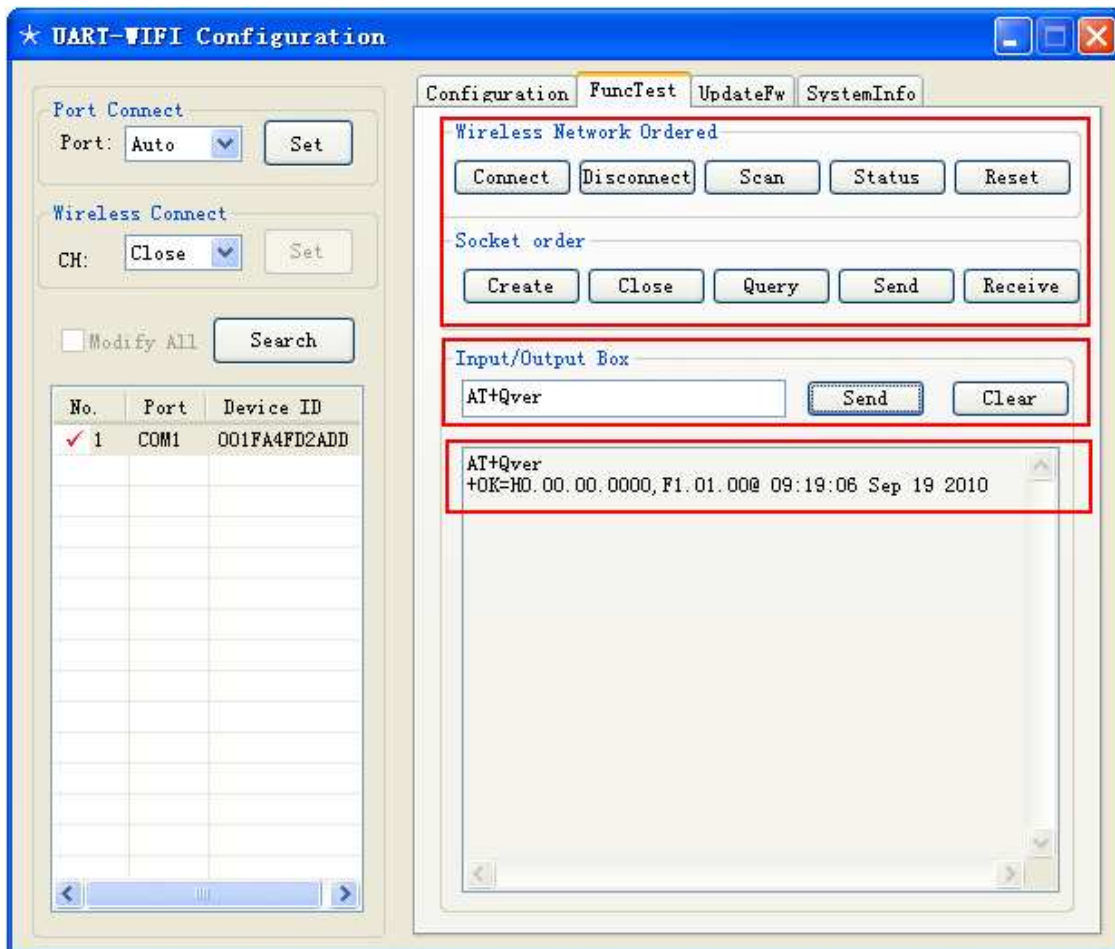 UART-WIFI Configuration
Port Connect
Port: Auto Set
Wireless Connect
CH: Close Set
Modify All Search
No. Port Device ID
1 COM1 001FA4FD2ADD
Configuration FuncTest UpdateFw SystemInfo
Wireless Network Ordered
Connect Disconnect Scan Status Reset
Socket order
Create Close Query Send Receive
Input/Output Box
AT+Qver Send Clear
AT+Qver
+OK=H0.00.00.0000,F1.01.00@ 09:19:06 Sep 19 2010